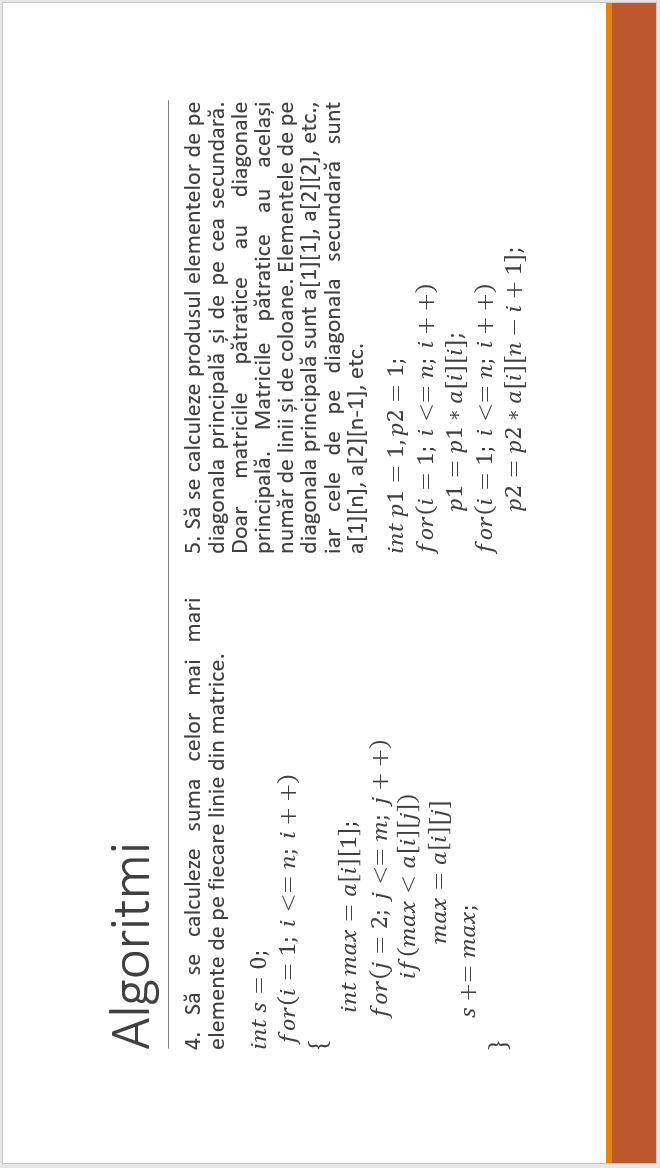 Algoritmi
4. Să se calculeze suma celor mai mari
elemente de pe fiecare linie din matrice.
int s = 0;
for(i = 1; i <= n; i + +)
{
int max = a[i][1];
for(j = 2; j <= m; j + +)
if(max < a[i][j])
max = a[i][j]
s += max;
}
5. Să se calculeze produsul elementelor de pe
diagonala principală și de pe cea secundară.
Doar matricile pătratice au diagonale
principală. Matricile pătratice au același
număr de linii și de coloane. Elementele de pe
diagonala principală sunt a[1][1], a[2][2], etc.,
iar cele de pe diagonala secundară sunt
a[1][n], a[2][n-1], etc.
int p1 = 1, p2 = 1;
for(i = 1; i <= n; i + +)
p1 = p1 * a[i][i];
for(i = 1; i <= n; i + +)
p2 = p2 * a[i][n − i + 1];